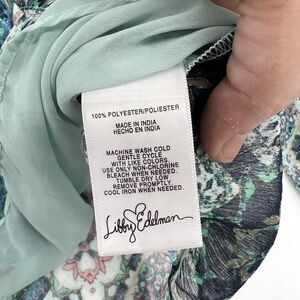 100% POLYESTER/POLIESTER
MADE IN INDIA
HECHO EN INDIA
MACHINE WASH COLD
GENTLE CYCLE
WITH LIKE COLORS.
USE ONLY NON-CHLORINE
BLEACH WHEN NEEDED.
TUMBLE DRY LOW
REMOVE PROMPTLY
COOL IRON WHEN NEEDED.
Libby Edelman